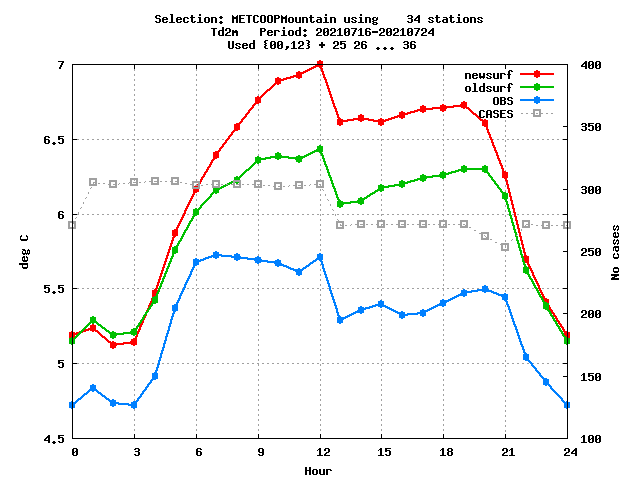 Selection: METCOOPMountain using    34 stations
Td2m   Period: 20210716-20210724
Used {00,12} + 25 26 ... 36
newsurf
oldsurf
OBS
CASES
7
6.5
6
5.5
5
4.5
400
350
300
250
200
150
100
deg C
No cases
0 3 6 9 12 15 18 21 24
Hour